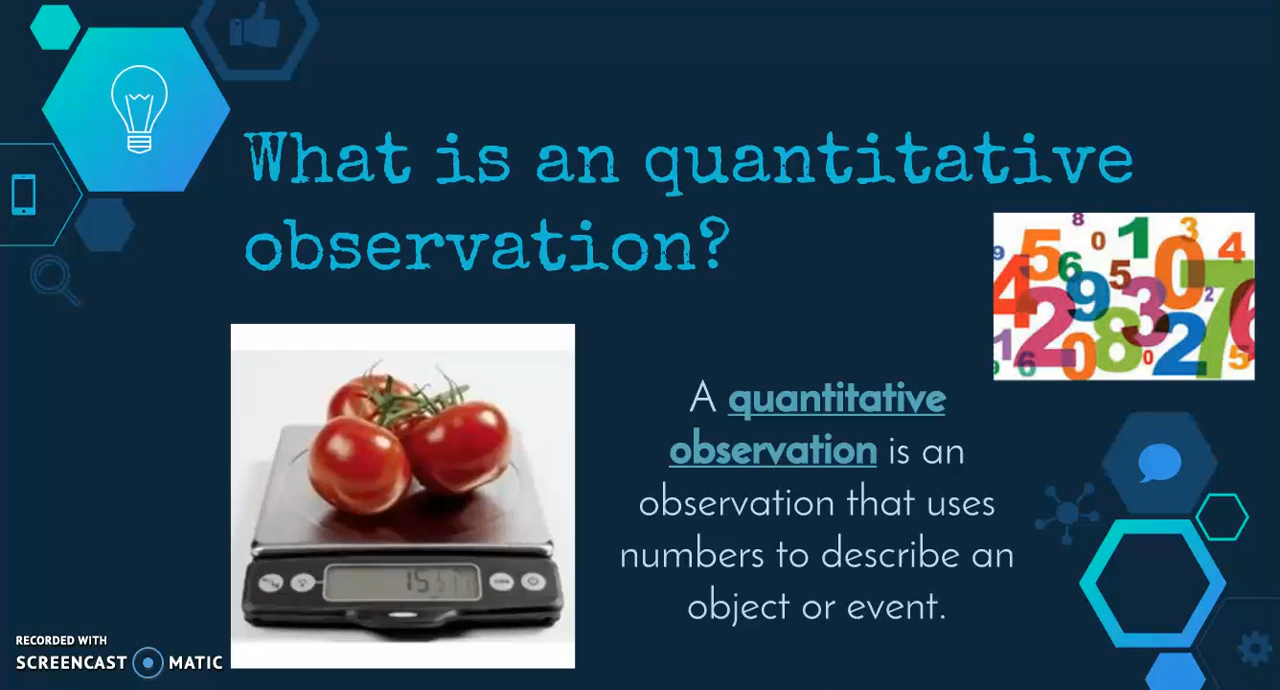 What is an quantitative
observation?
A quantitative
observation is an
observation that uses
numbers to describe an
object or event.
RECORDED WITH
SCREENCAST MATIC